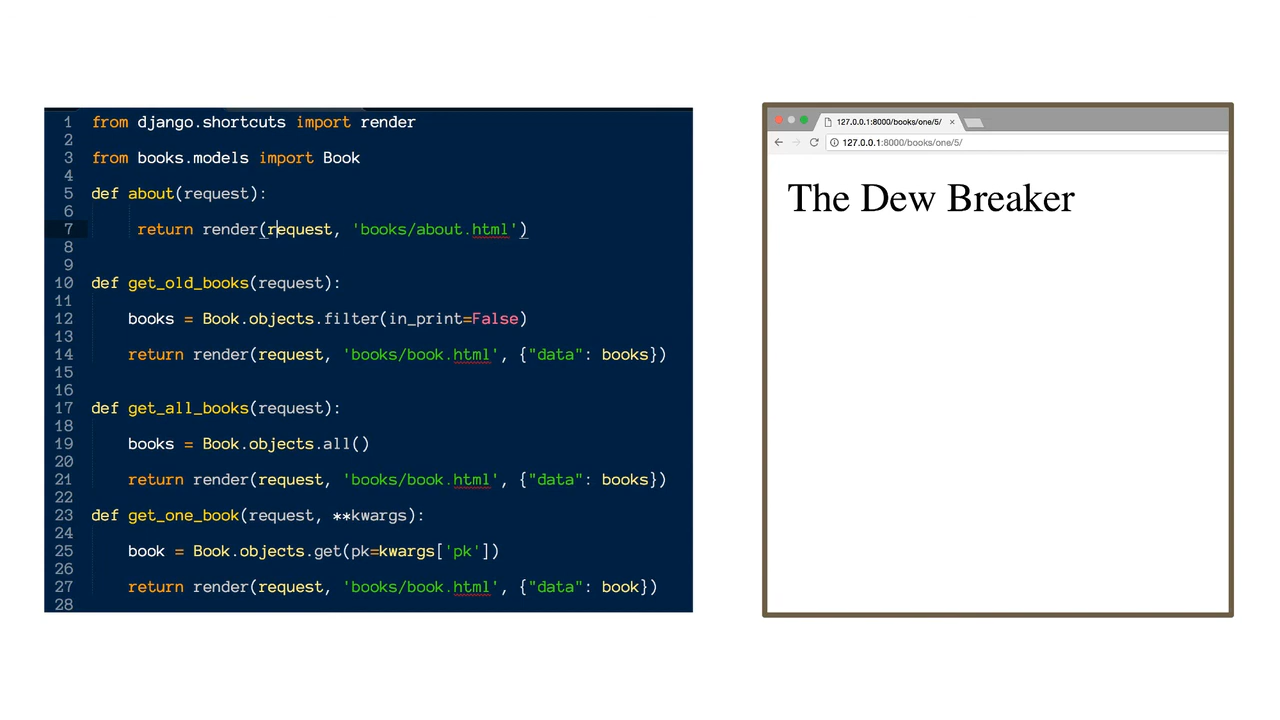 1 from django.shortcuts import render
2
3 from books.models import Book
4
5 def about(request):
6
7 return render(request, 'books/about.html')
8
9
10 def get_old_books(request):
11
12 books = Book.objects.filter(in_print=False)
13
14 return render(request, 'books/book.html', {"data": books})
15
16
17 def get_all_books(request):
18
19 books = Book.objects.all()
20
21 return render(request, 'books/book.html', {"data": books})
22
23 def get_one_book(request, **kwargs):
24
25 book = Book.objects.get(pk=kwargs['pk'])
26
27 return render(request, 'books/book.html', {"data": book})
28
127.0.0.1:8000/books/one/5/
127.0.0.1:8000/books/one/5/
The Dew Breaker